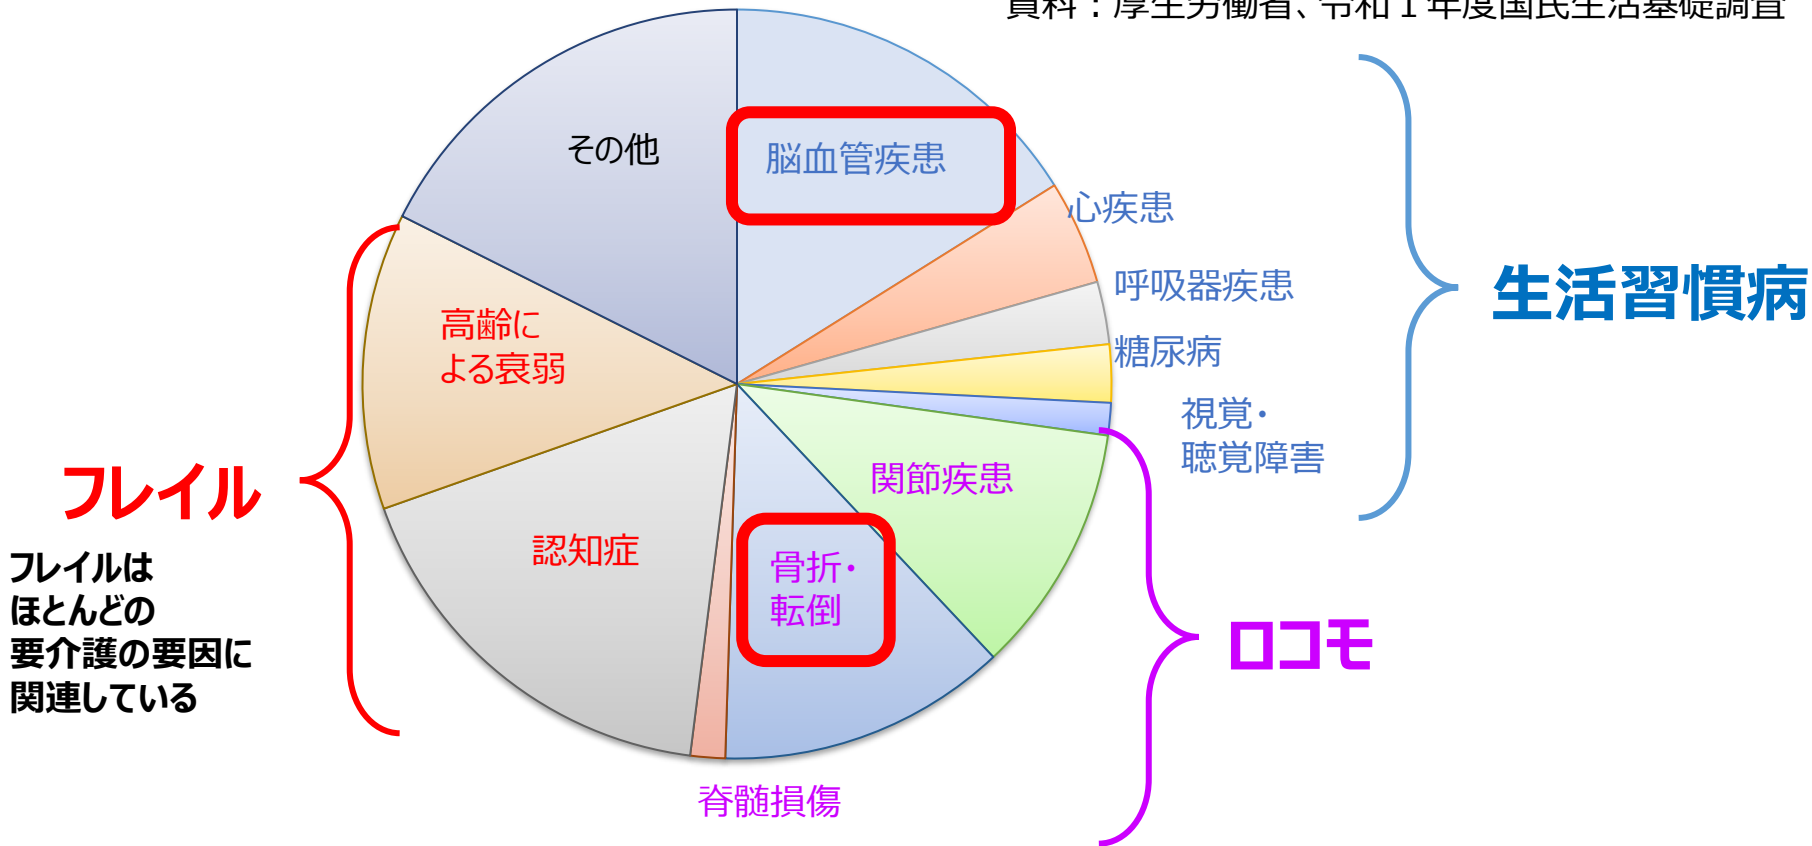 資料：厚生労働省、令和１年度国民生活基礎調査
その他
脳血管疾患
心疾患
呼吸器疾患
糖尿病
視覚・
聴覚障害
生活習慣病
高齢に
よる衰弱
関節疾患
フレイル
認知症
骨折・
転倒
フレイルは
ほとんどの
要介護の要因に
関連している
ロコモ
脊髄損傷